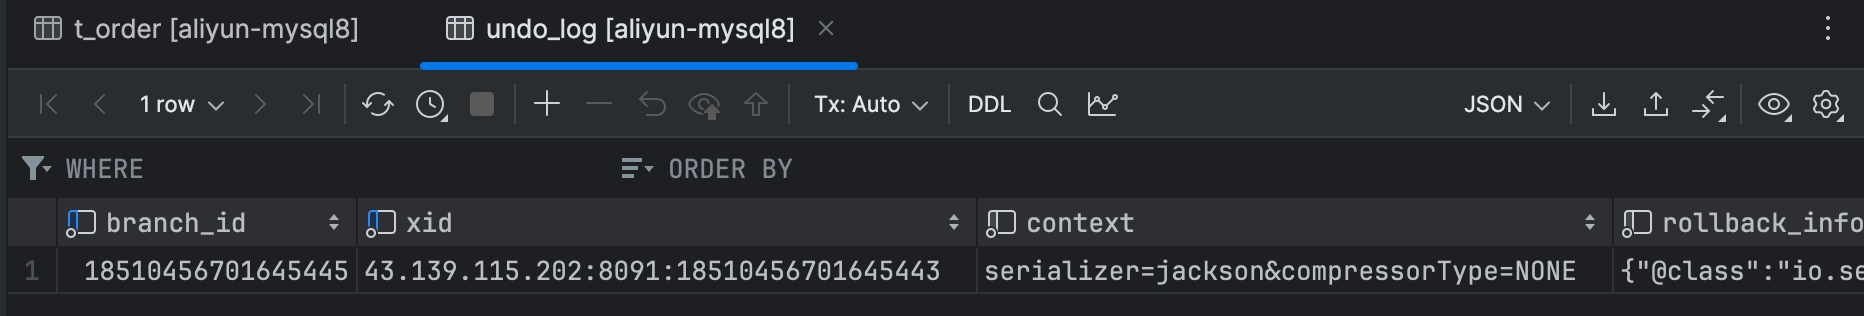 t_order [aliyun-mysql8] undo_log [aliyun-mysql8]
1 row Tx: Auto DDL JSON
WHERE ORDER BY
branch_id xid context rollback_info
1 18510456701645445 43.139.115.202:8091:18510456701645443 serializer=jackson&compressorType=NONE {"@class":"io.se